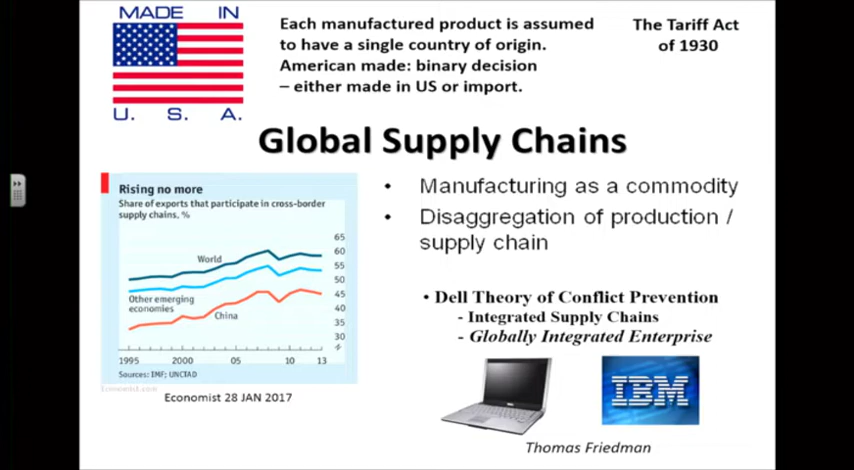 MADE IN
U. S. A.
Each manufactured product is assumed
to have a single country of origin.
American made: binary decision
– either made in US or import.
The Tariff Act
of 1930
Global Supply Chains
Rising no more
Share of exports that participate in cross-border
supply chains, %
65
60
55
50
45
40
35
30
World
Other emerging
economies
China
1995 2000 05 10 13
Sources: IMF; UNCTAD
Economist.com
Economist 28 JAN 2017
• Manufacturing as a commodity
• Disaggregation of production /
supply chain
• Dell Theory of Conflict Prevention
- Integrated Supply Chains
- Globally Integrated Enterprise
IBM
Thomas Friedman